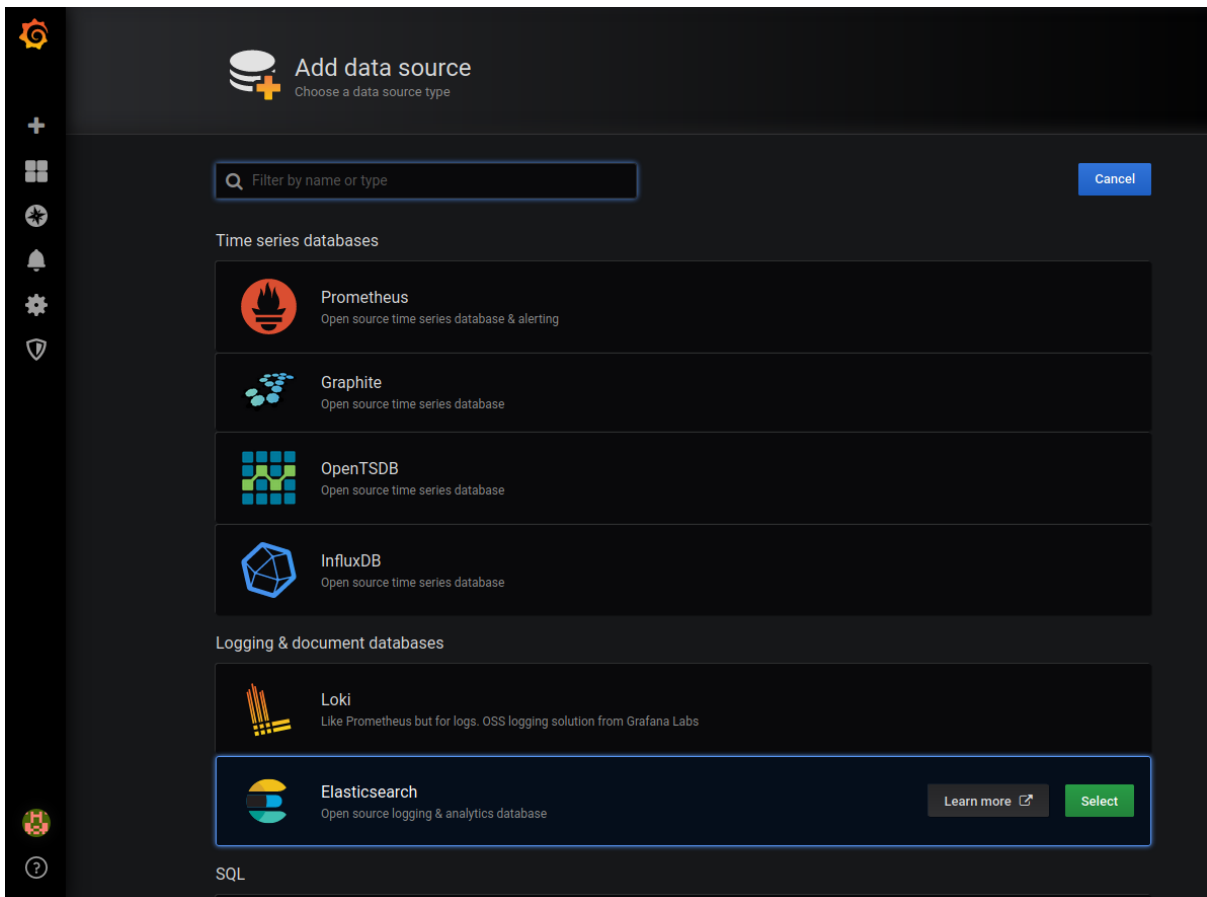 Add data source
Choose a data source type
Filter by name or type
Cancel
Time series databases
Prometheus
Open source time series database & alerting
Graphite
Open source time series database
OpenTSDB
Open source time series database
InfluxDB
Open source time series database
Logging & document databases
Loki
Like Prometheus but for logs. OSS logging solution from Grafana Labs
Elasticsearch
Open source logging & analytics database
Learn more
Select
SQL